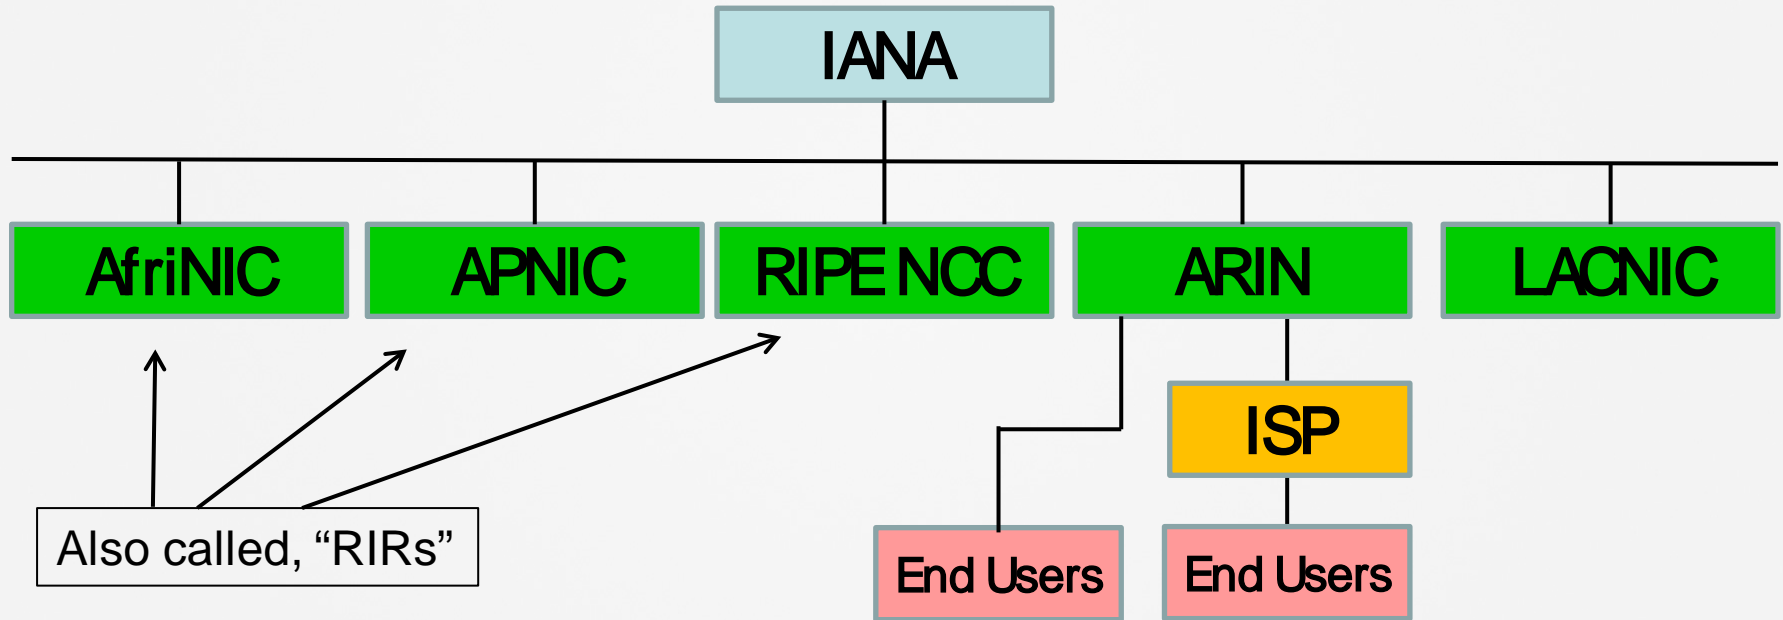 IANA
AfriNIC
APNIC
RIPE NCC
ARIN
LACNIC
ISP
Also called, “RIRs”
End Users
End Users